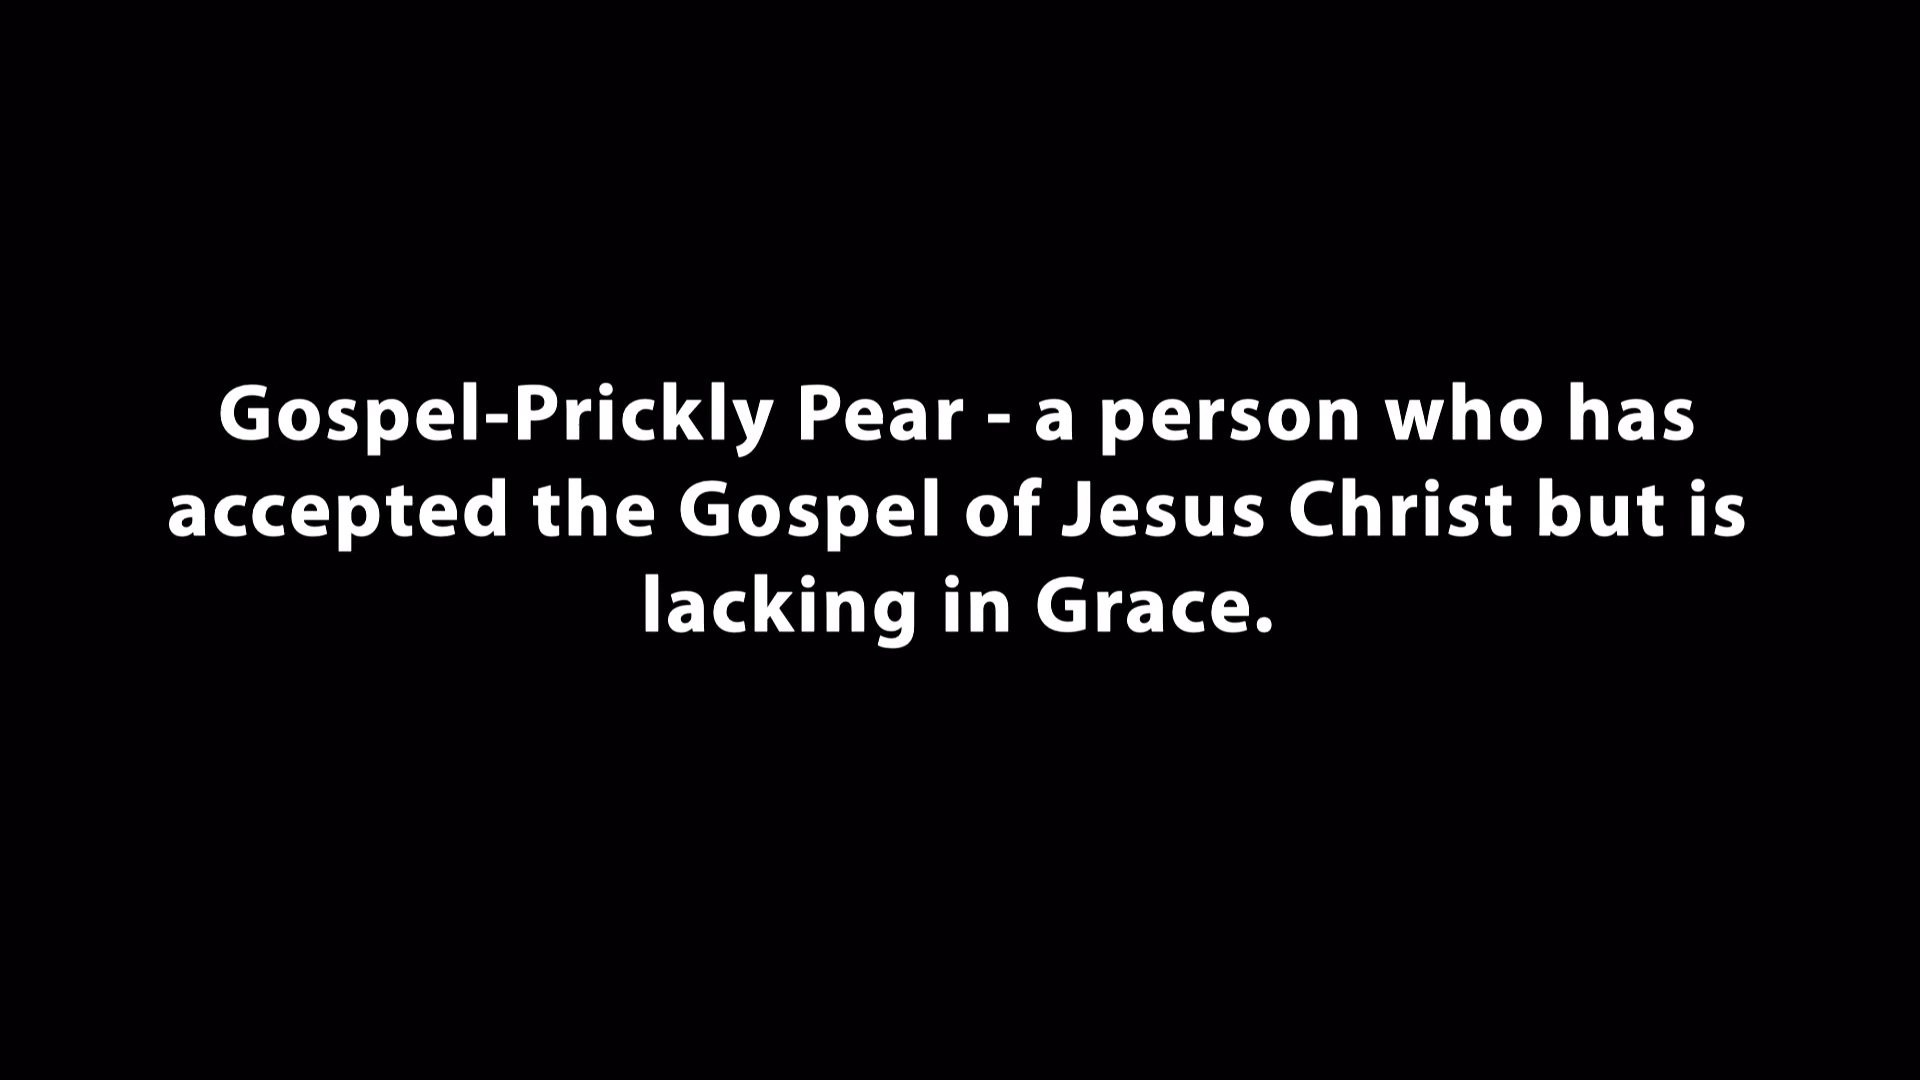 Gospel-Prickly Pear - a person who has
accepted the Gospel of Jesus Christ but is
lacking in Grace.